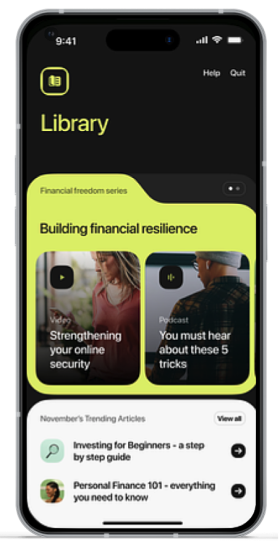 9:41
Help Quit
Library
Financial freedom series
Building financial resilience
Video
Strengthening
your online
security
Podcast
You must hear
about these 5
tricks
November's Trending Articles
View all
Investing for Beginners - a step
by step guide
Personal Finance 101 - everything
you need to know